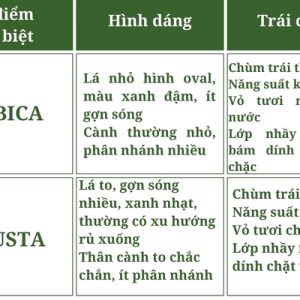 điểm
biệt
Hình dáng
Trái
BICA
Lá nhỏ hình oval,
màu xanh đậm, ít
gợn sóng
Cành thường nhỏ,
phân nhánh nhiều
Chùm trái
Năng suất
Vỏ tươi
nước
Lớp nhầy
bám dính
chặc
USTA
Lá to, gợn sóng
nhiều, xanh nhạt,
thường có xu hướng
rủ xuống
Thân cành to chắc
chắn, ít phân nhánh
Chùm trái
Năng suất
Vỏ tươi
Lớp nhầy
dính chặt